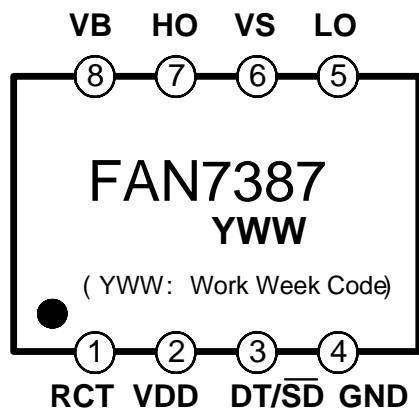 VB HO VS LO
8 7 6 5
FAN7387
YWW
( YWW: Work Week Code)
1 2 3 4
RCT VDD DT/S̅D̅ GND